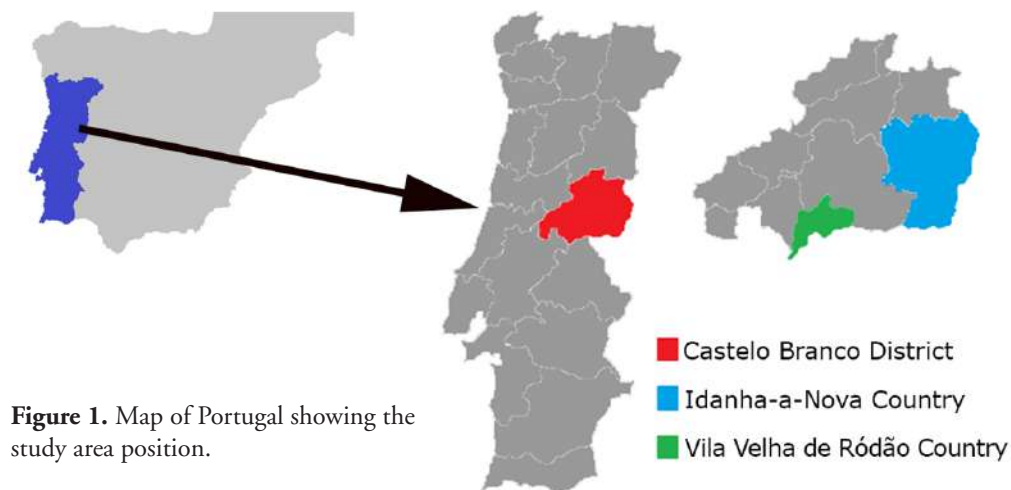 Castelo Branco District
Idanha-a-Nova Country
Vila Velha de Ródão Country
Figure 1. Map of Portugal showing the
study area position.